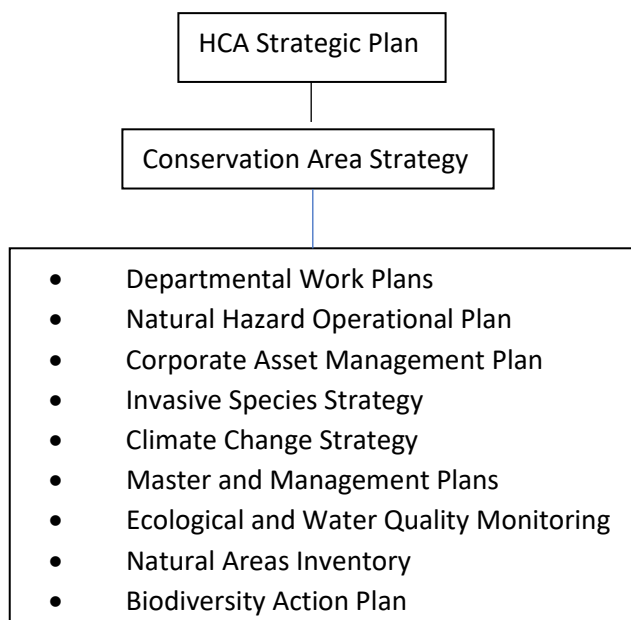 HCA Strategic Plan
Conservation Area Strategy
• Departmental Work Plans
• Natural Hazard Operational Plan
• Corporate Asset Management Plan
• Invasive Species Strategy
• Climate Change Strategy
• Master and Management Plans
• Ecological and Water Quality Monitoring
• Natural Areas Inventory
• Biodiversity Action Plan